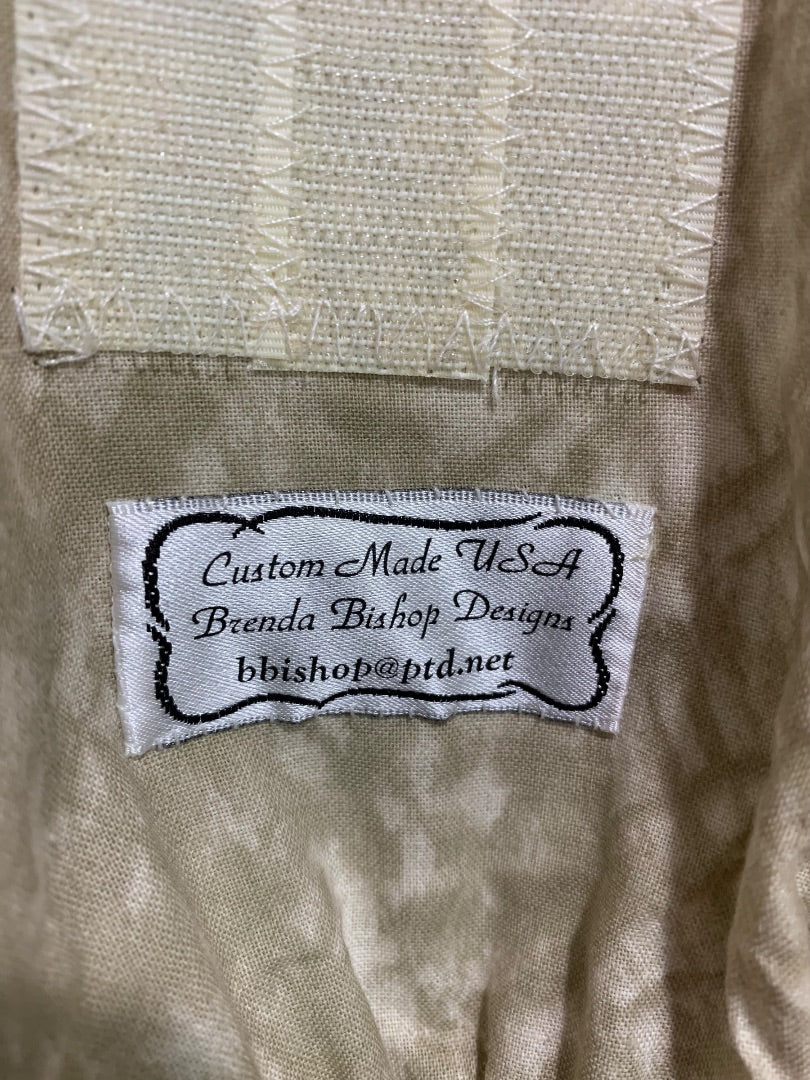 Custom Made USA
Brenda Bishop Designs
bbishop@ptd.net